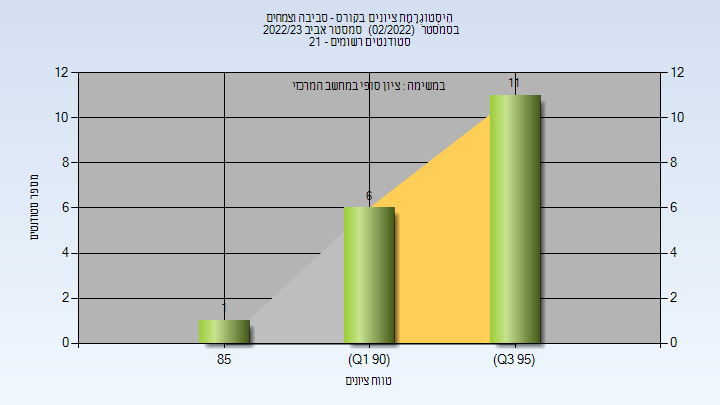 היסטוגרמת ציונים בקורס - סביבה וצמחים
בסמסטר (02/2022) סמסטר אביב 2022/23
סטודנטים רשומים - 21
במשימה : ציון סופי במחשב המרכזי
12
10
8
6
4
2
0
12
10
8
6
4
2
0
1
6
11
מספר סטודנטים
85
(Q1 90)
(Q3 95)
טווח ציונים